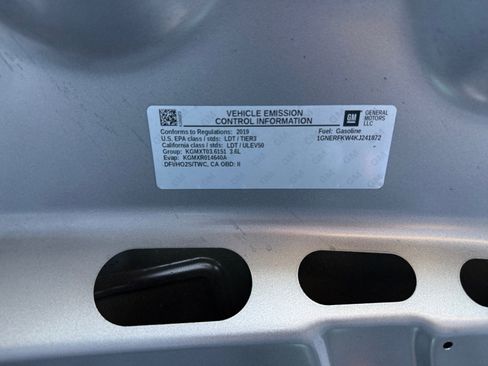 VEHICLE EMISSION
CONTROL INFORMATION
GM
GENERAL
MOTORS
LLC
Conforms to Regulations: 2019
U.S. EPA class / stds: LDT / TIER3
California class / stds: LDT / ULEV50
Group: KGMXT03.6151 3.6L
Evap: KGMXR014640A
DFI/HO2S/TWC, CA OBD: II
Fuel: Gasoline
1GNERFKW4KJ241872